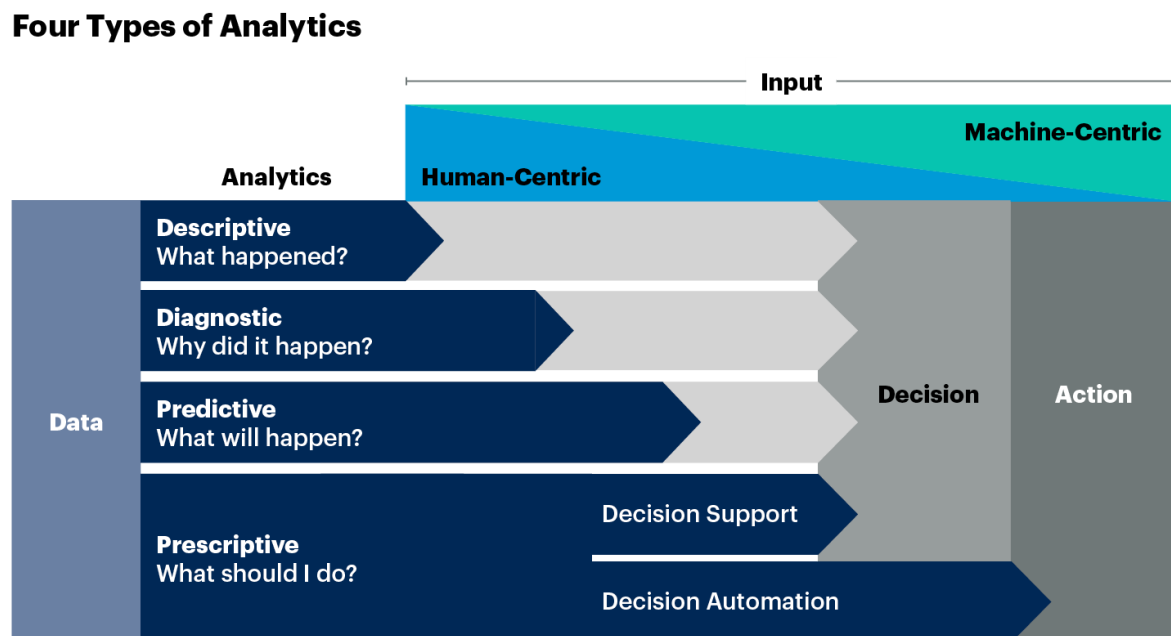 Four Types of Analytics
Input
Machine-Centric
Analytics
Human-Centric
Descriptive
What happened?
Diagnostic
Why did it happen?
Data
Predictive
What will happen?
Decision
Action
Prescriptive
What should I do?
Decision Support
Decision Automation